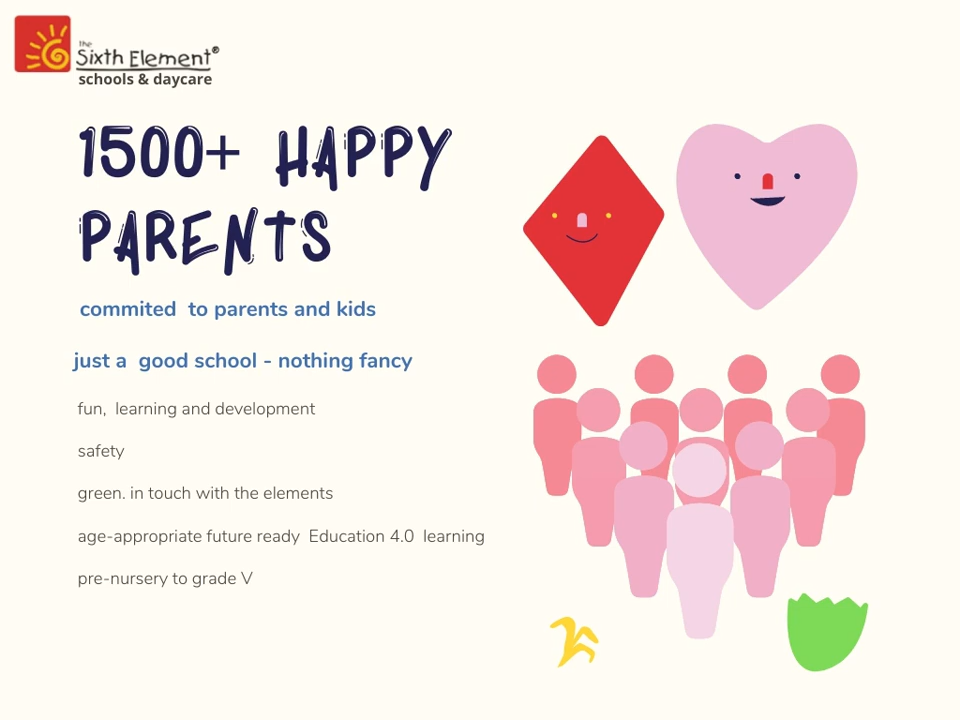 the
Sixth Element®
schools & daycare
1500+ HAPPY
PARENTS
commited to parents and kids
just a good school - nothing fancy
fun, learning and development
safety
green. in touch with the elements
age-appropriate future ready Education 4.0 learning
pre-nursery to grade V